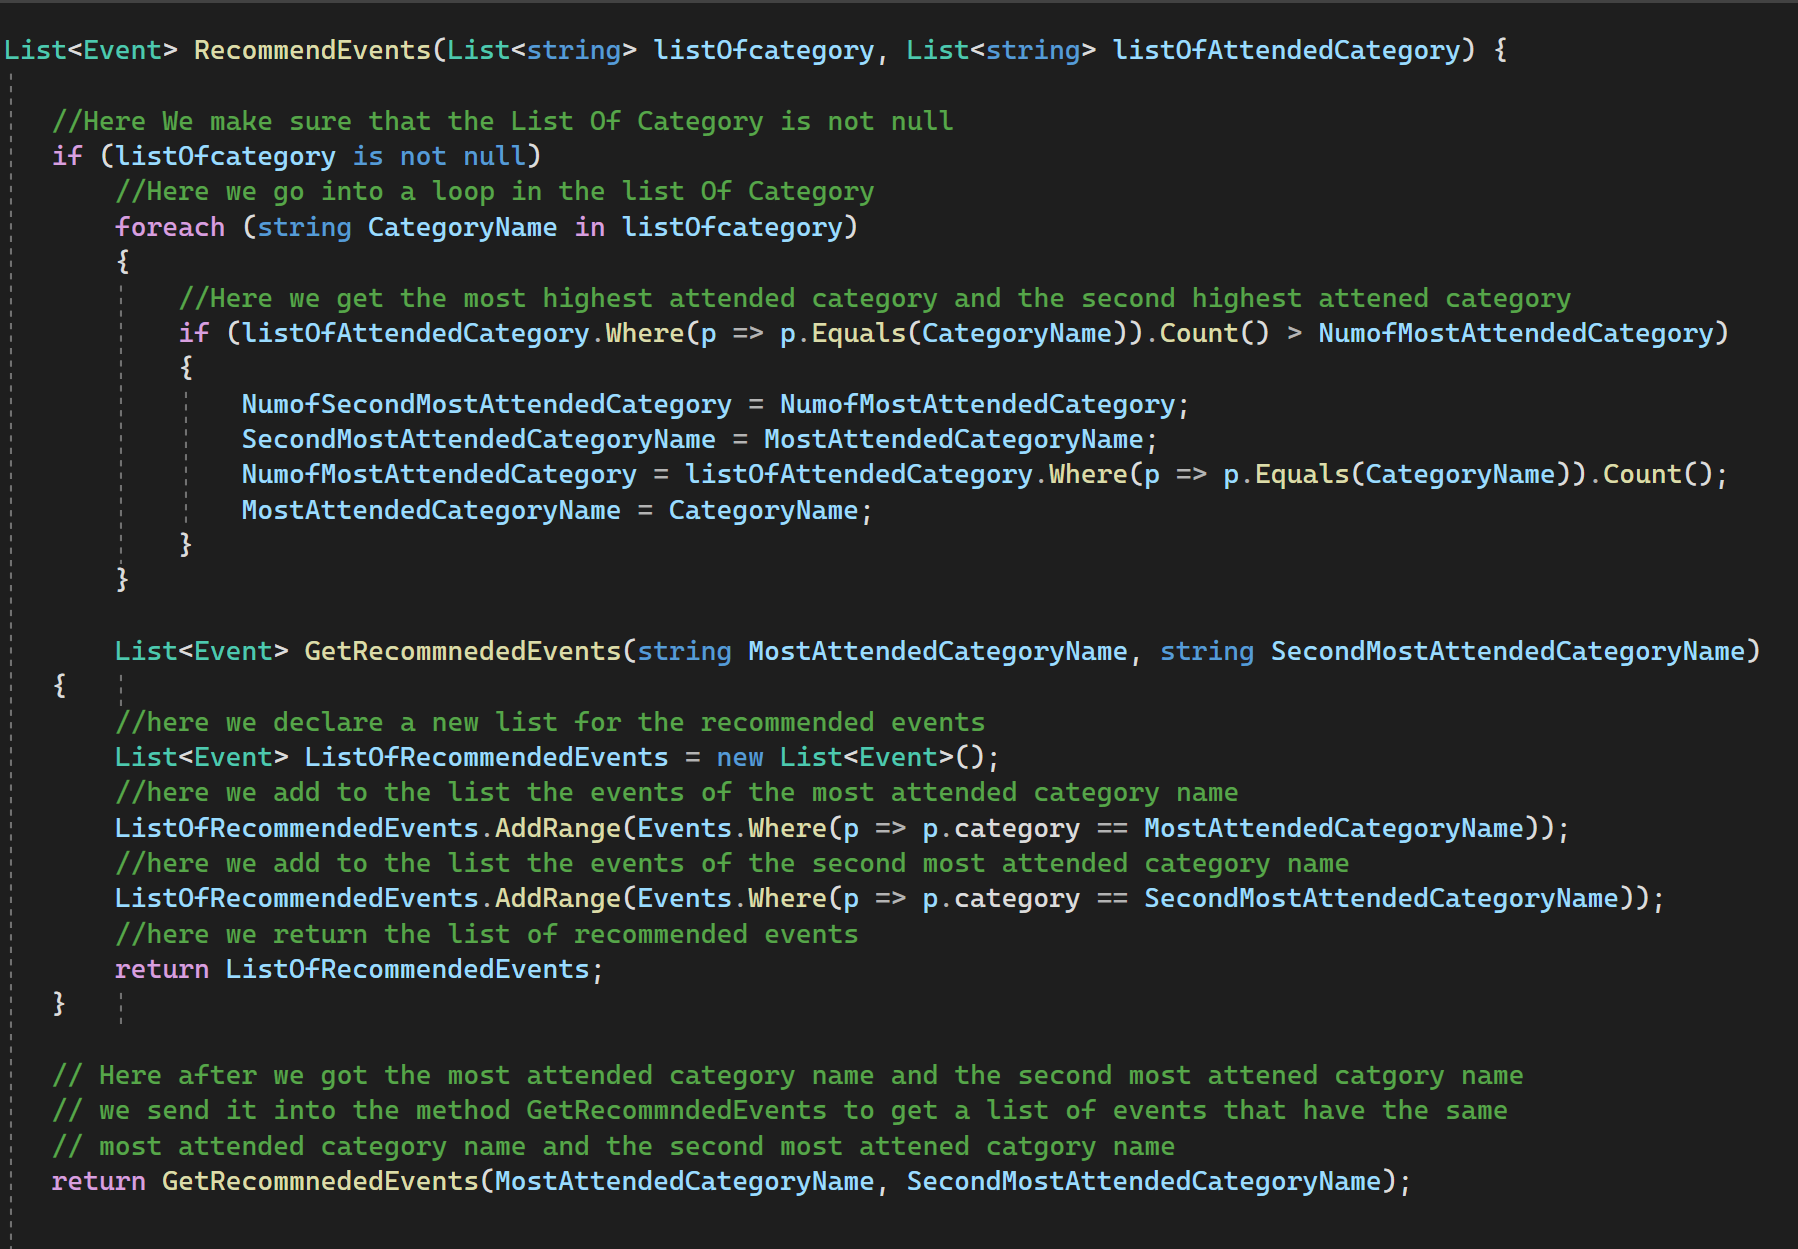 List<Event> RecommendEvents(List<string> listOfcategory, List<string> listOfAttendedCategory) {
//Here We make sure that the List Of Category is not null
if (listOfcategory is not null)
//Here we go into a loop in the list Of Category
foreach (string CategoryName in listOfcategory)
{
//Here we get the most highest attended category and the second highest attened category
if (listOfAttendedCategory.Where(p => p.Equals(CategoryName)).Count() > NumofMostAttendedCategory)
{
NumofSecondMostAttendedCategory = NumofMostAttendedCategory;
SecondMostAttendedCategoryName = MostAttendedCategoryName;
NumofMostAttendedCategory = listOfAttendedCategory.Where(p => p.Equals(CategoryName)).Count();
MostAttendedCategoryName = CategoryName;
}
}
List<Event> GetRecommnededEvents(string MostAttendedCategoryName, string SecondMostAttendedCategoryName)
{
//here we declare a new list for the recommended events
List<Event> ListOfRecommendedEvents = new List<Event>();
//here we add to the list the events of the most attended category name
ListOfRecommendedEvents.AddRange(Events.Where(p => p.category == MostAttendedCategoryName));
//here we add to the list the events of the second most attended category name
ListOfRecommendedEvents.AddRange(Events.Where(p => p.category == SecondMostAttendedCategoryName));
//here we return the list of recommended events
return ListOfRecommendedEvents;
}
// Here after we got the most attended category name and the second most attened catgory name
// we send it into the method GetRecommndedEvents to get a list of events that have the same
// most attended category name and the second most attened catgory name
return GetRecommnededEvents(MostAttendedCategoryName, SecondMostAttendedCategoryName);